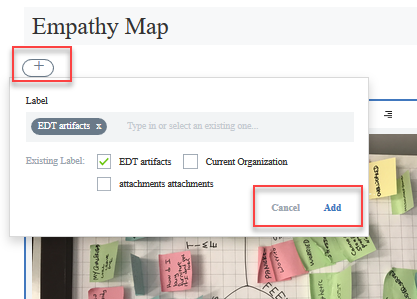 Empathy Map
+
Label
EDT artifacts x Type in or select an existing one...
Existing Label: EDT artifacts Current Organization
attachments attachments
Cancel Add
TIME